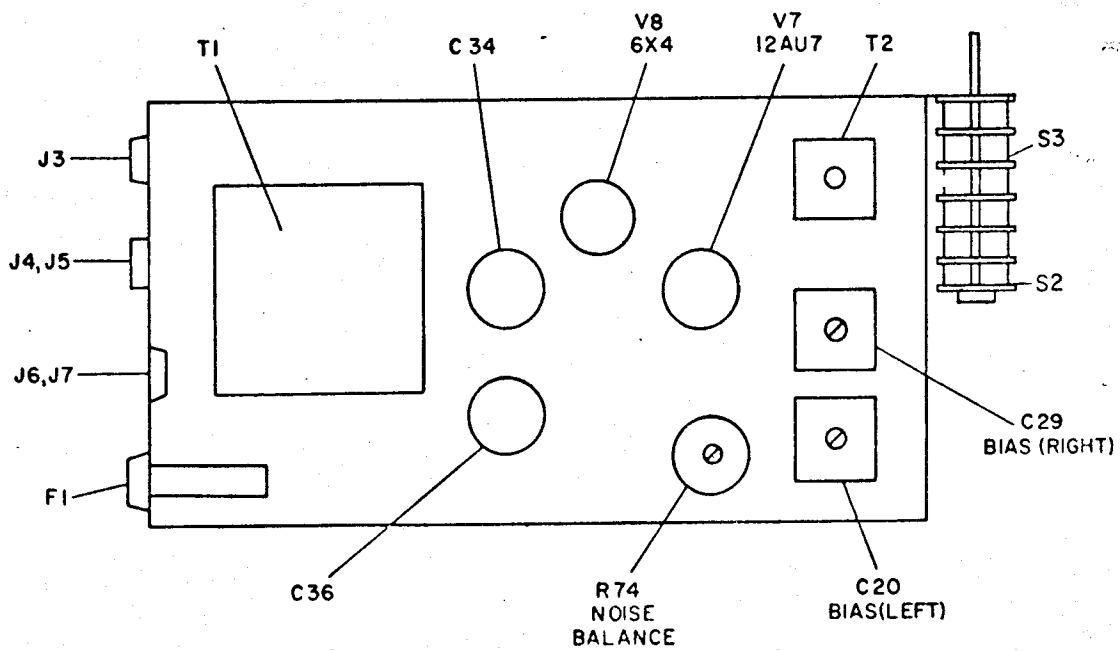 T1
C34
V8
6X4
V7
12AU7
T2
J3
S3
J4,J5
S2
J6,J7
C29
BIAS (RIGHT)
F1
C36
R74
NOISE
BALANCE
C20
BIAS(LEFT)